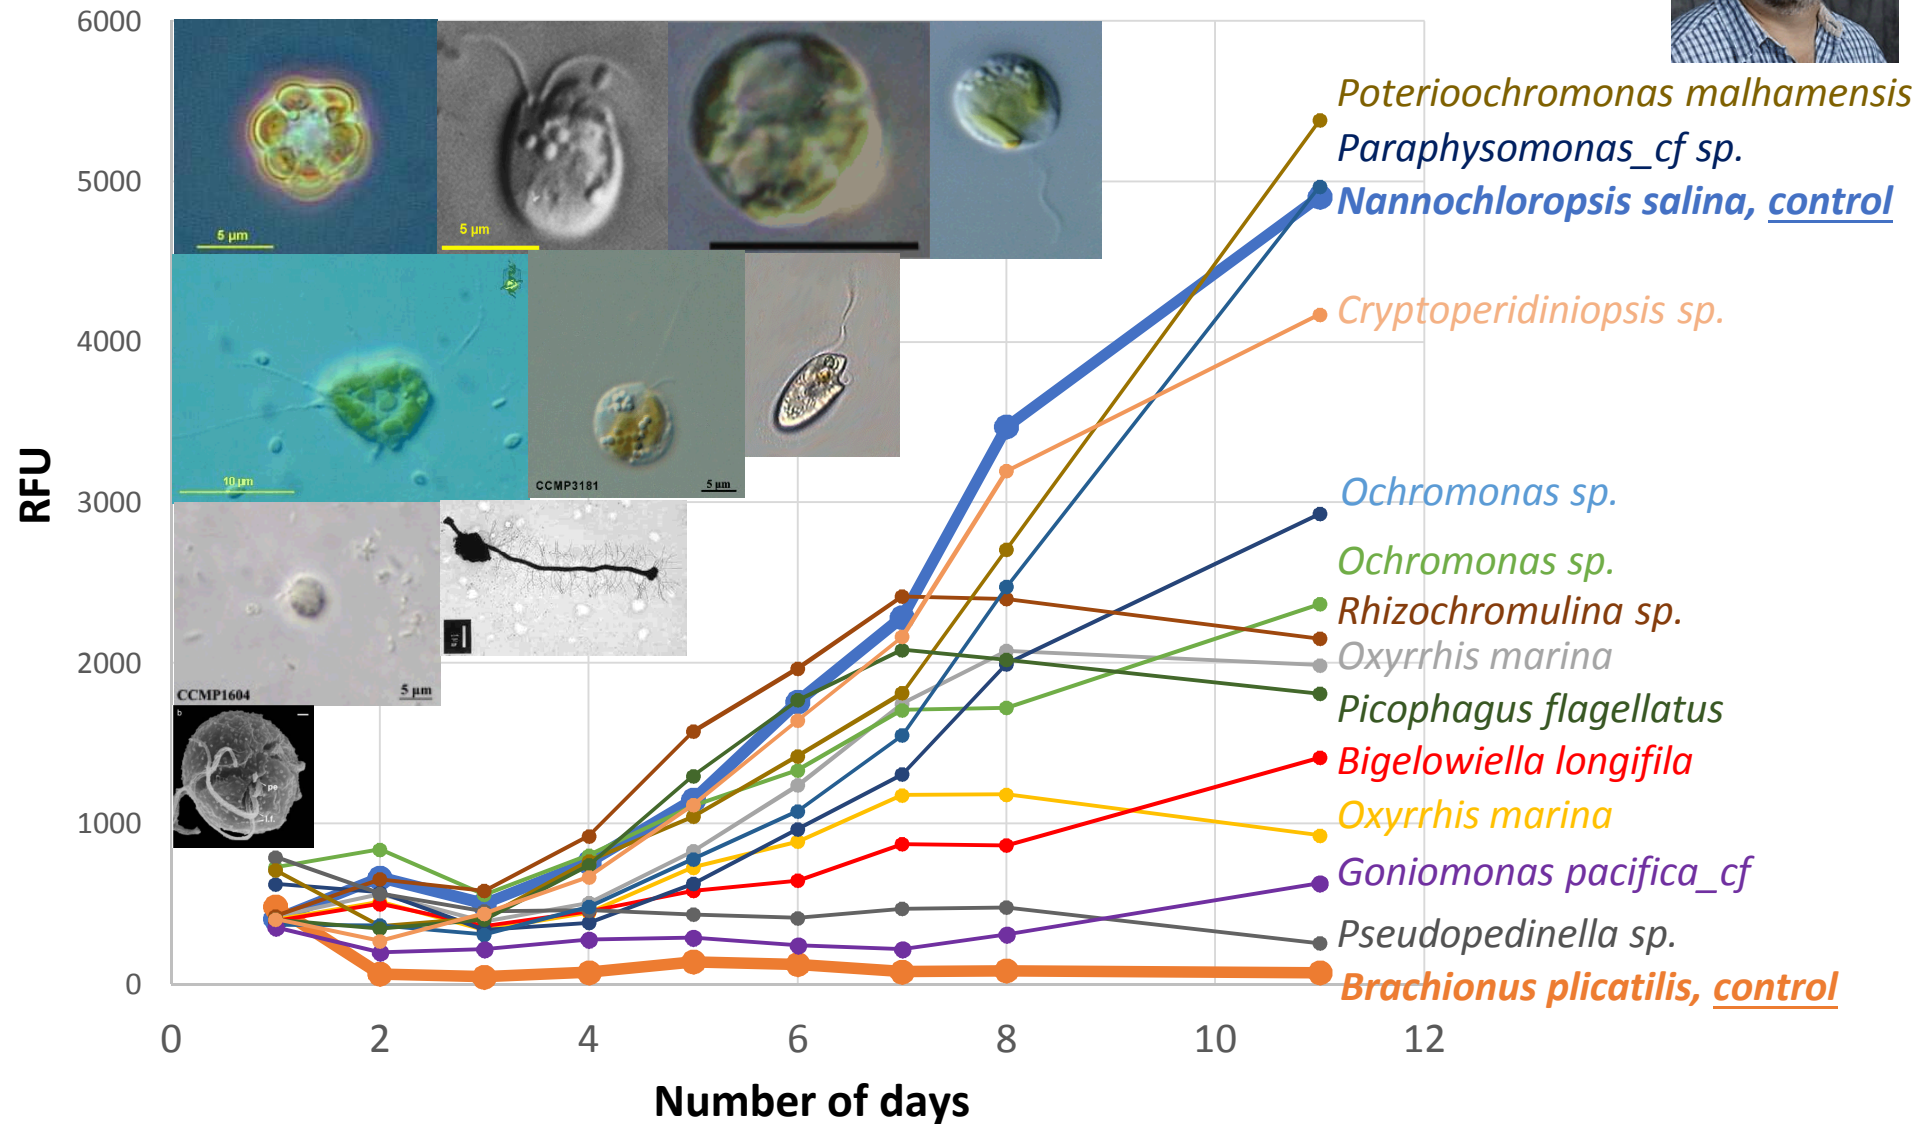 6000
5000
4000
3000
2000
1000
0
RFU
0 2 4 6 8 10 12
Number of days
5 µm
5 µm
10 µm
CCMP3181
5 µm
CCMP1604
5 µm
b
pe
l.f.
Poterioochromonas malhamensis
Paraphysomonas_cf sp.
Nannochloropsis salina, control
Cryptoperidiniopsis sp.
Ochromonas sp.
Ochromonas sp.
Rhizochromulina sp.
Oxyrrhis marina
Picophagus flagellatus
Bigelowiella longifila
Oxyrrhis marina
Goniomonas pacifica_cf
Pseudopedinella sp.
Brachionus plicatilis, control